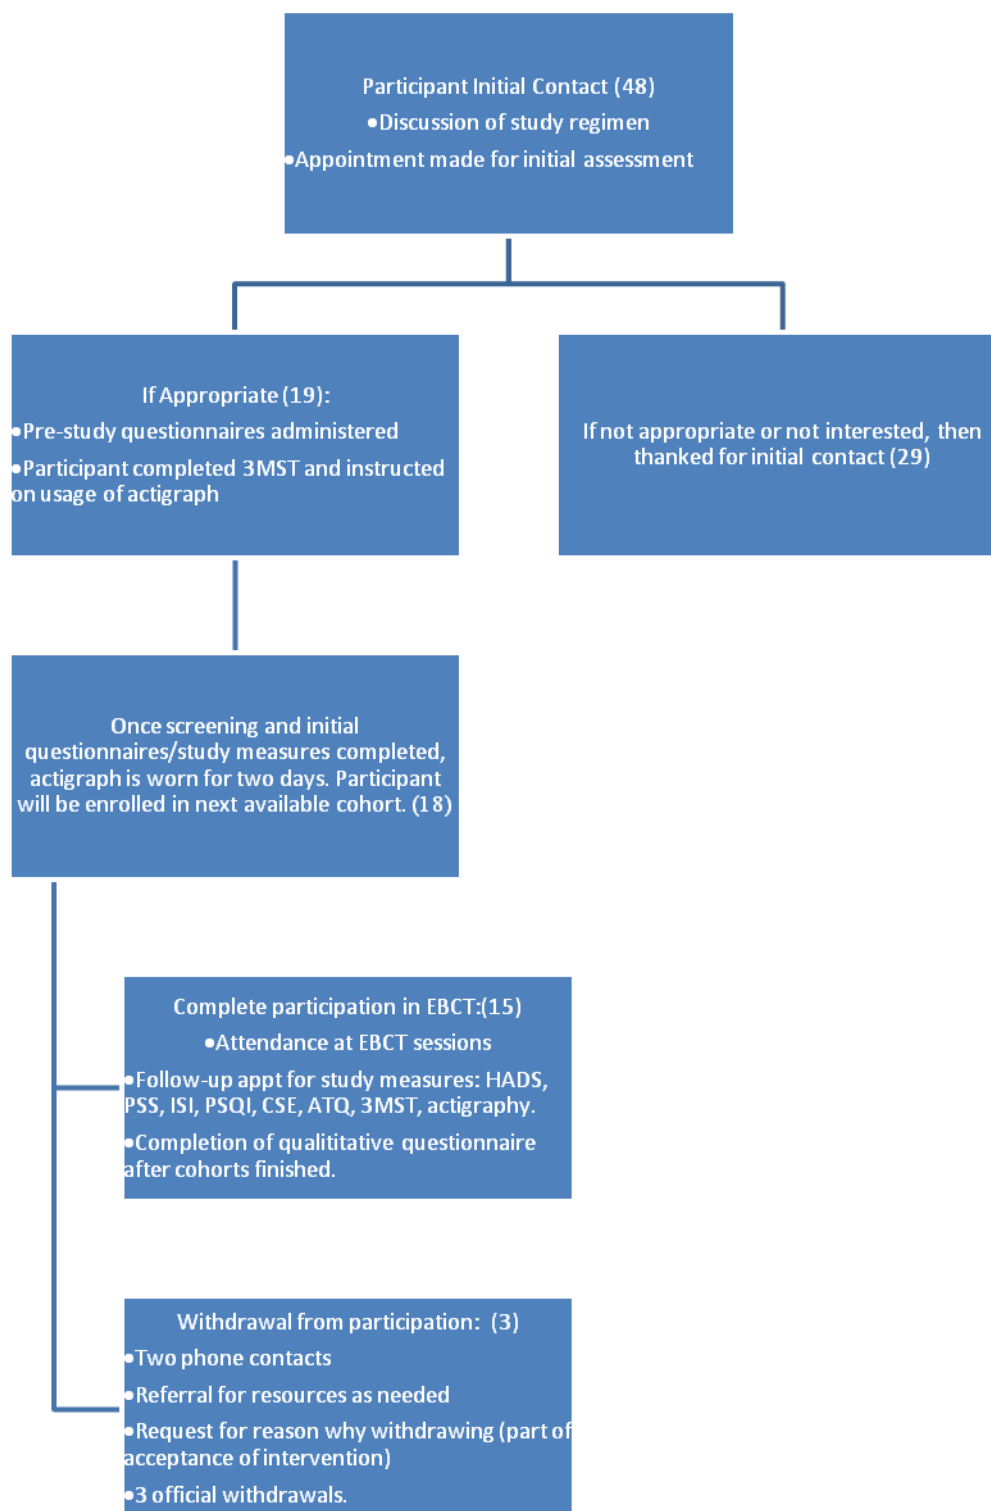 Participant Initial Contact (48)
•Discussion of study regimen
•Appointment made for initial assessment
If Appropriate (19):
•Pre-study questionnaires administered
•Participant completed 3MST and instructed
on usage of actigraph
If not appropriate or not interested, then
thanked for initial contact (29)
Once screening and initial
questionnaires/study measures completed,
actigraph is worn for two days. Participant
will be enrolled in next available cohort. (18)
Complete participation in EBCT:(15)
•Attendance at EBCT sessions
•Follow-up appt for study measures: HADS,
PSS, ISI, PSQI, CSE, ATQ, 3MST, actigraphy.
•Completion of qualititative questionnaire
after cohorts finished.
Withdrawal from participation: (3)
•Two phone contacts
•Referral for resources as needed
•Request for reason why withdrawing (part of
acceptance of intervention)
•3 official withdrawals.